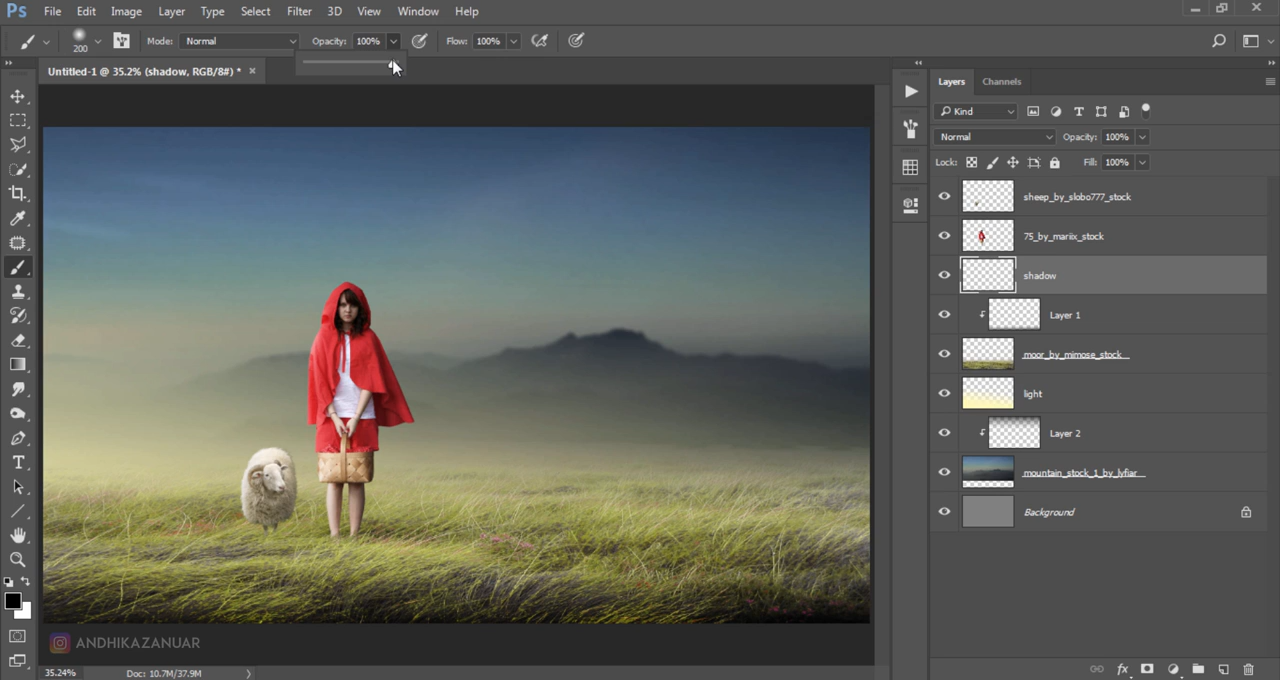 Ps File Edit Image Layer Type Select Filter 3D View Window Help
200 Mode: Normal Opacity: 100% Flow: 100%
Untitled-1 @ 35.2% (shadow, RGB/8#) * ×
Layers Channels
Kind T
Normal Opacity: 100%
Lock: Fill: 100%
sheep_by_slobo777_stock
75_by_mariix_stock
shadow
Layer 1
moor_by_mimose_stock
light
Layer 2
mountain_stock_1_by_lyfiar
Background
T
ANDHIKAZANUAR
35.24% Doc: 10.7M/37.9M
fx